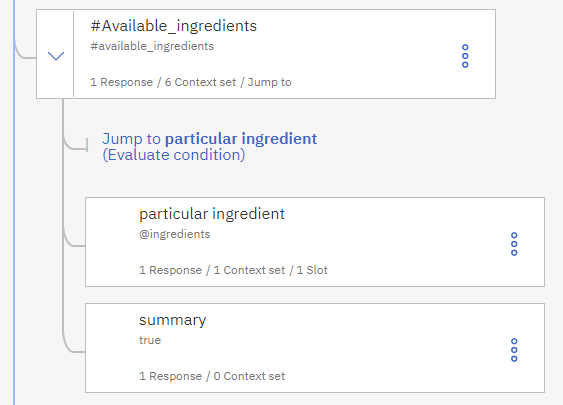 #Available_ingredients
#available_ingredients
1 Response / 6 Context set / Jump to
Jump to particular ingredient
(Evaluate condition)
particular ingredient
@ingredients
1 Response / 1 Context set / 1 Slot
summary
true
1 Response / 0 Context set